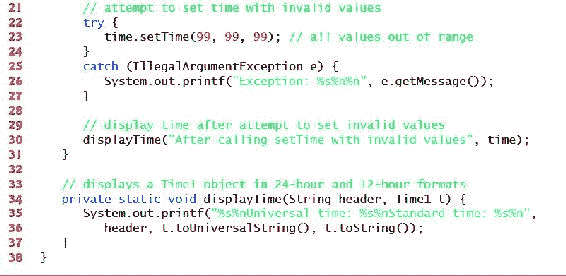 21 // attempt to set time with invalid values
22 try {
23 time.setTime(99, 99, 99); // all values out of range
24 }
25 catch (IllegalArgumentException e) {
26 System.out.printf("Exception: %s%n%n", e.getMessage());
27 }
28
29 // display time after attempt to set invalid values
30 displayTime("After calling setTime with invalid values", time);
31 }
32
33 // displays a Time1 object in 24-hour and 12-hour formats
34 private static void displayTime(String header, Time1 t) {
35 System.out.printf("%s%nUniversal time: %s%nStandard time: %s%n",
36 header, t.toUniversalString(), t.toString());
37 }
38 }